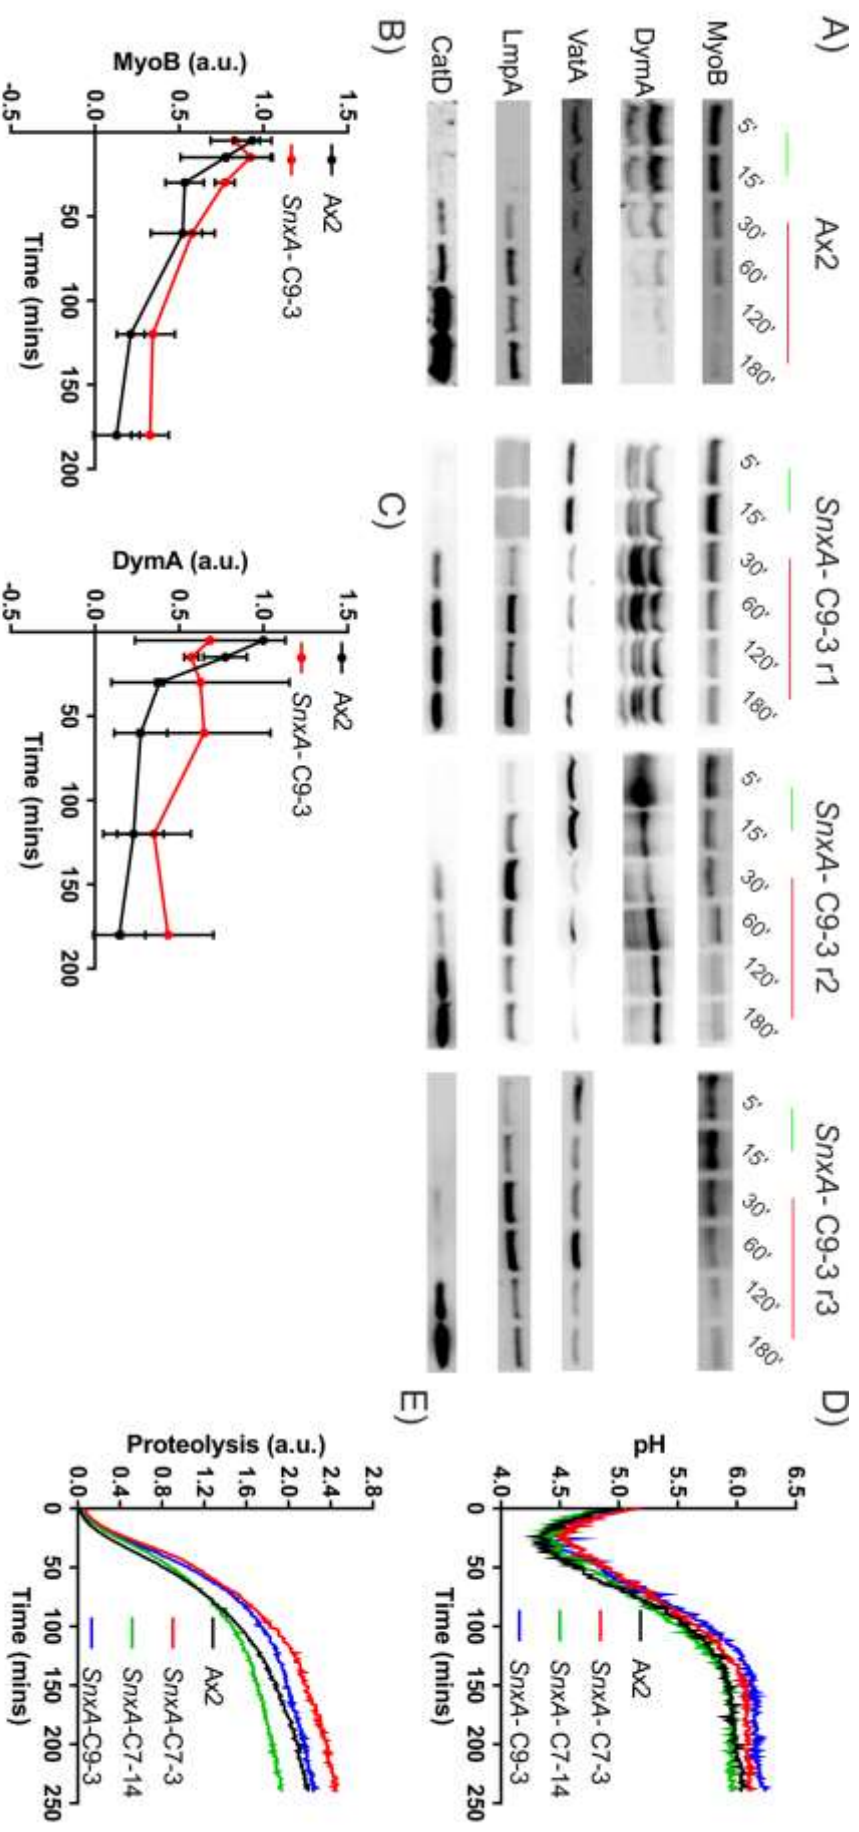 A)
Ax2
SnxA- C9-3 r1
SnxA- C9-3 r2
SnxA- C9-3 r3
5' 15' 30' 60' 120' 180'
5' 15' 30' 60' 120' 180'
5' 15' 30' 60' 120' 180'
5' 15' 30' 60' 120' 180'
MyoB
DymA
VatA
LmpA
CatD
B)
MyoB (a.u.)
1.5
1.0
0.5
0.0
-0.5
Ax2
SnxA- C9-3
50 100 150 200
Time (mins)
C)
DymA (a.u.)
1.5
1.0
0.5
0.0
-0.5
Ax2
SnxA- C9-3
50 100 150 200
Time (mins)
D)
pH
6.5
6.0
5.5
5.0
4.5
4.0
Ax2
SnxA- C7-3
SnxA- C7-14
SnxA- C9-3
0 50 100 150 200 250
Time (mins)
E)
Proteolysis (a.u.)
2.8
2.4
2.0
1.6
1.2
0.8
0.4
0.0
Ax2
SnxA-C7-3
SnxA-C7-14
SnxA-C9-3
0 50 100 150 200 250
Time (mins)